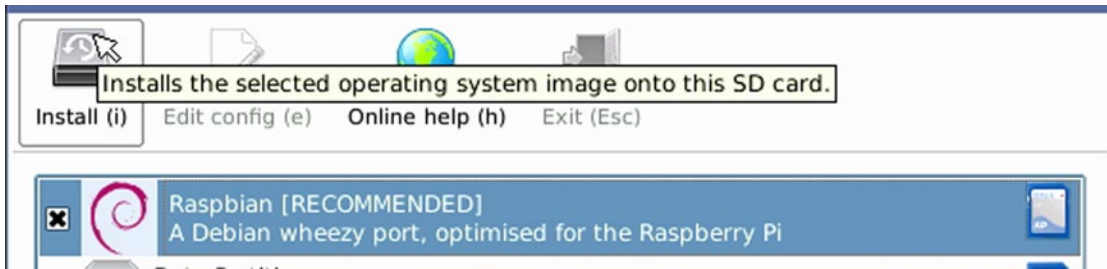 Installs the selected operating system image onto this SD card.
Install (i) Edit config (e) Online help (h) Exit (Esc)
Raspbian [RECOMMENDED]
A Debian wheezy port, optimised for the Raspberry Pi